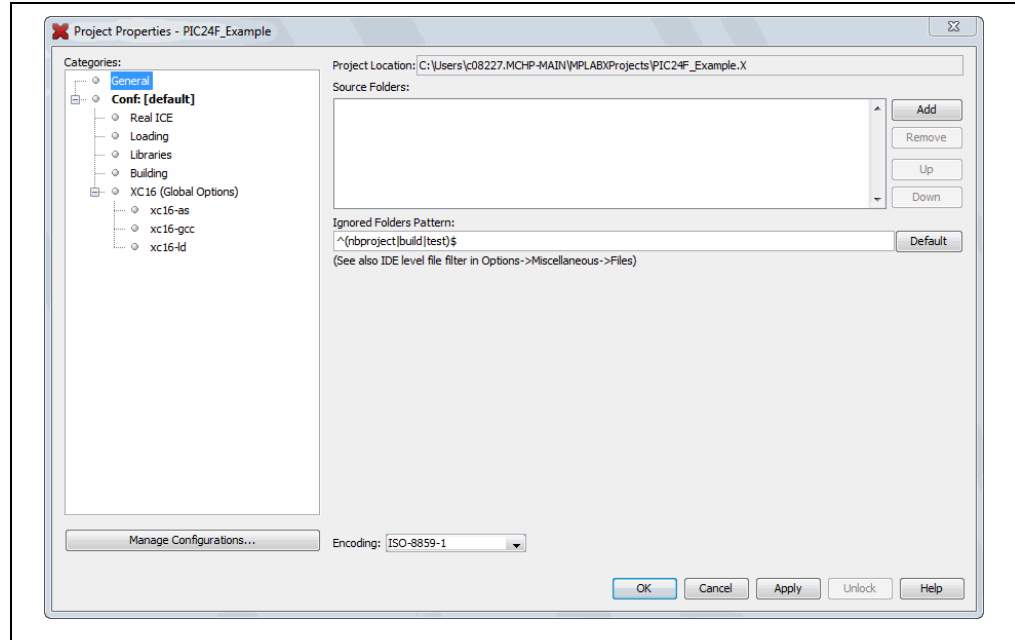 Project Properties - PIC24F_Example
Categories:
General
Conf: [default]
Real ICE
Loading
Libraries
Building
XC16 (Global Options)
xc16-as
xc16-gcc
xc16-ld
Manage Configurations...
Project Location: C:\Users\c08227.MCHP-MAIN\MPLABXProjects\PIC24F_Example.X
Source Folders:
Add
Remove
Up
Down
Ignored Folders Pattern:
^(nbproject|build|test)$
Default
(See also IDE level file filter in Options->Miscellaneous->Files)
Encoding: ISO-8859-1
OK Cancel Apply Unlock Help